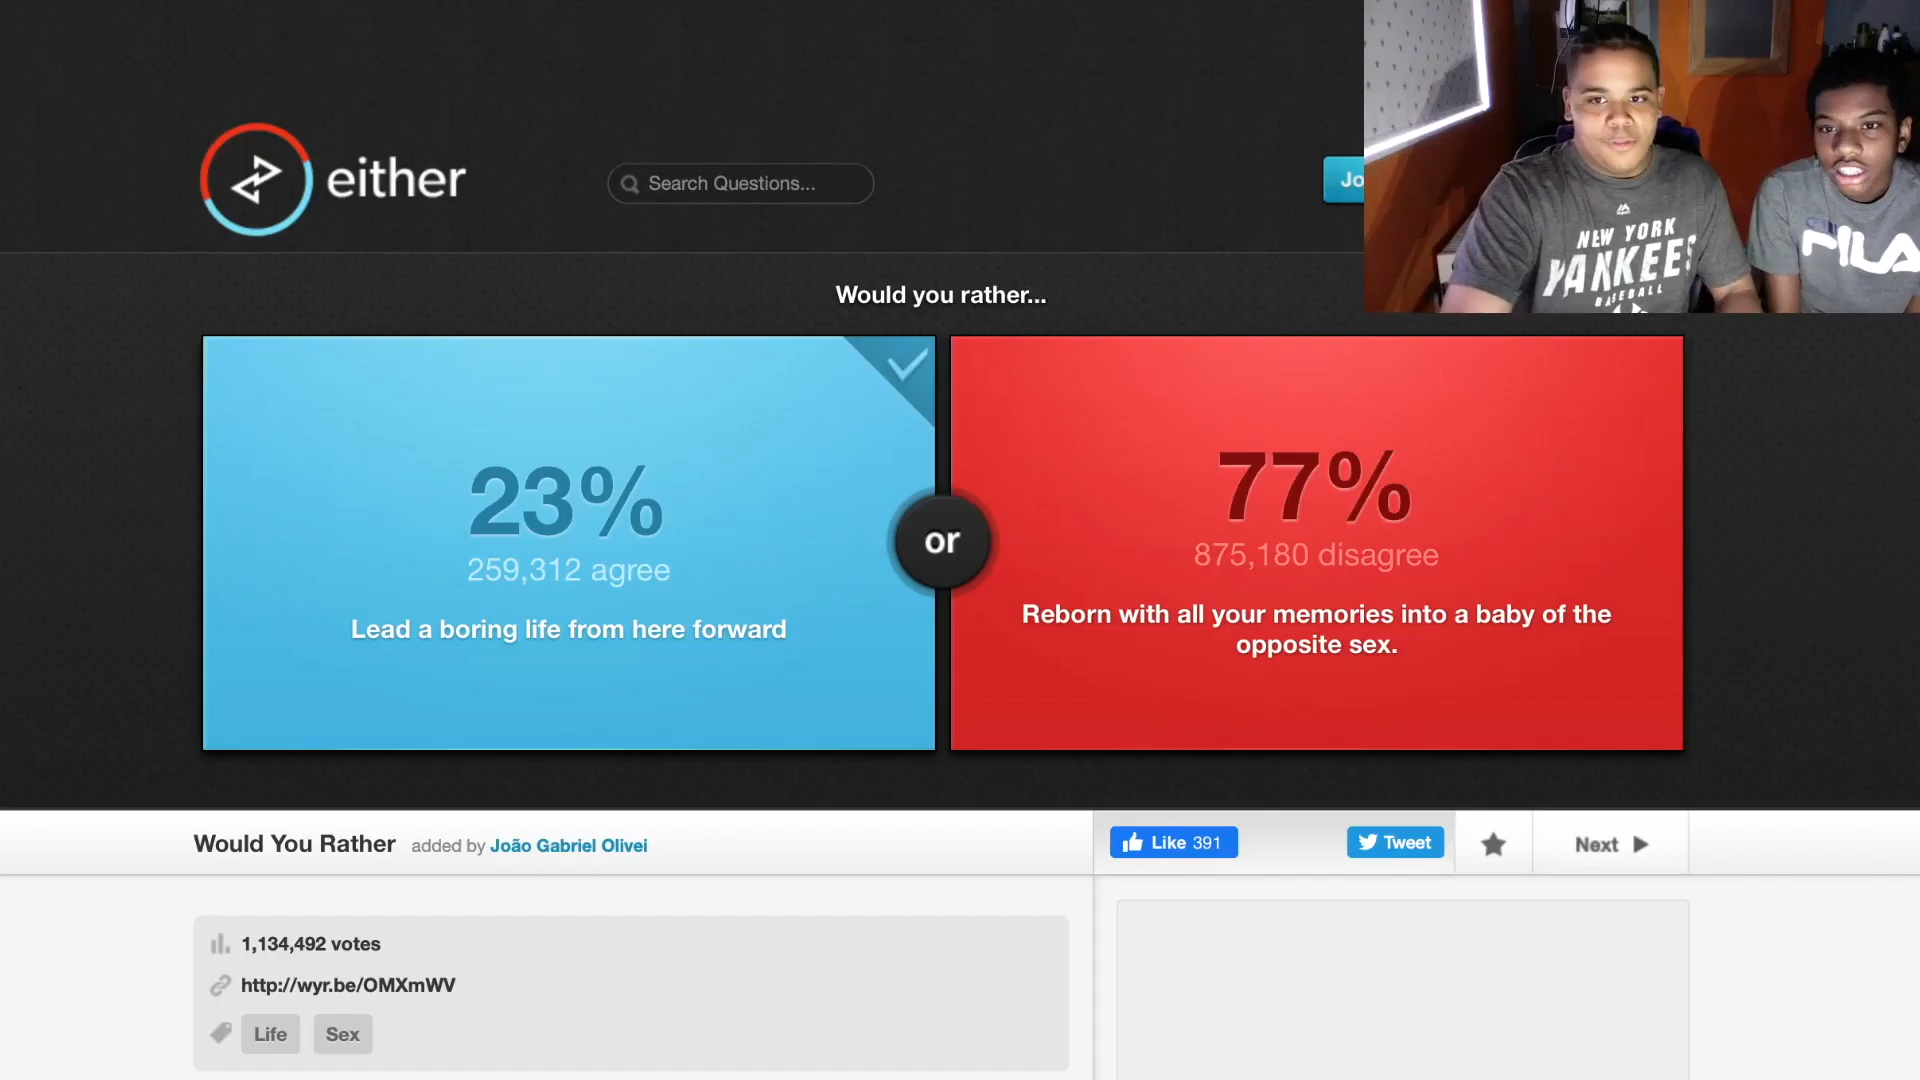 either
Search Questions...
Jo
NEW YORK
YANKEES
BASEBALL
FILA
Would you rather...
23%
259,312 agree
Lead a boring life from here forward
or
77%
875,180 disagree
Reborn with all your memories into a baby of the
opposite sex.
Would You Rather added by João Gabriel Olivei
Like 391
Tweet
Next
1,134,492 votes
http://wyr.be/OMXmWV
Life
Sex